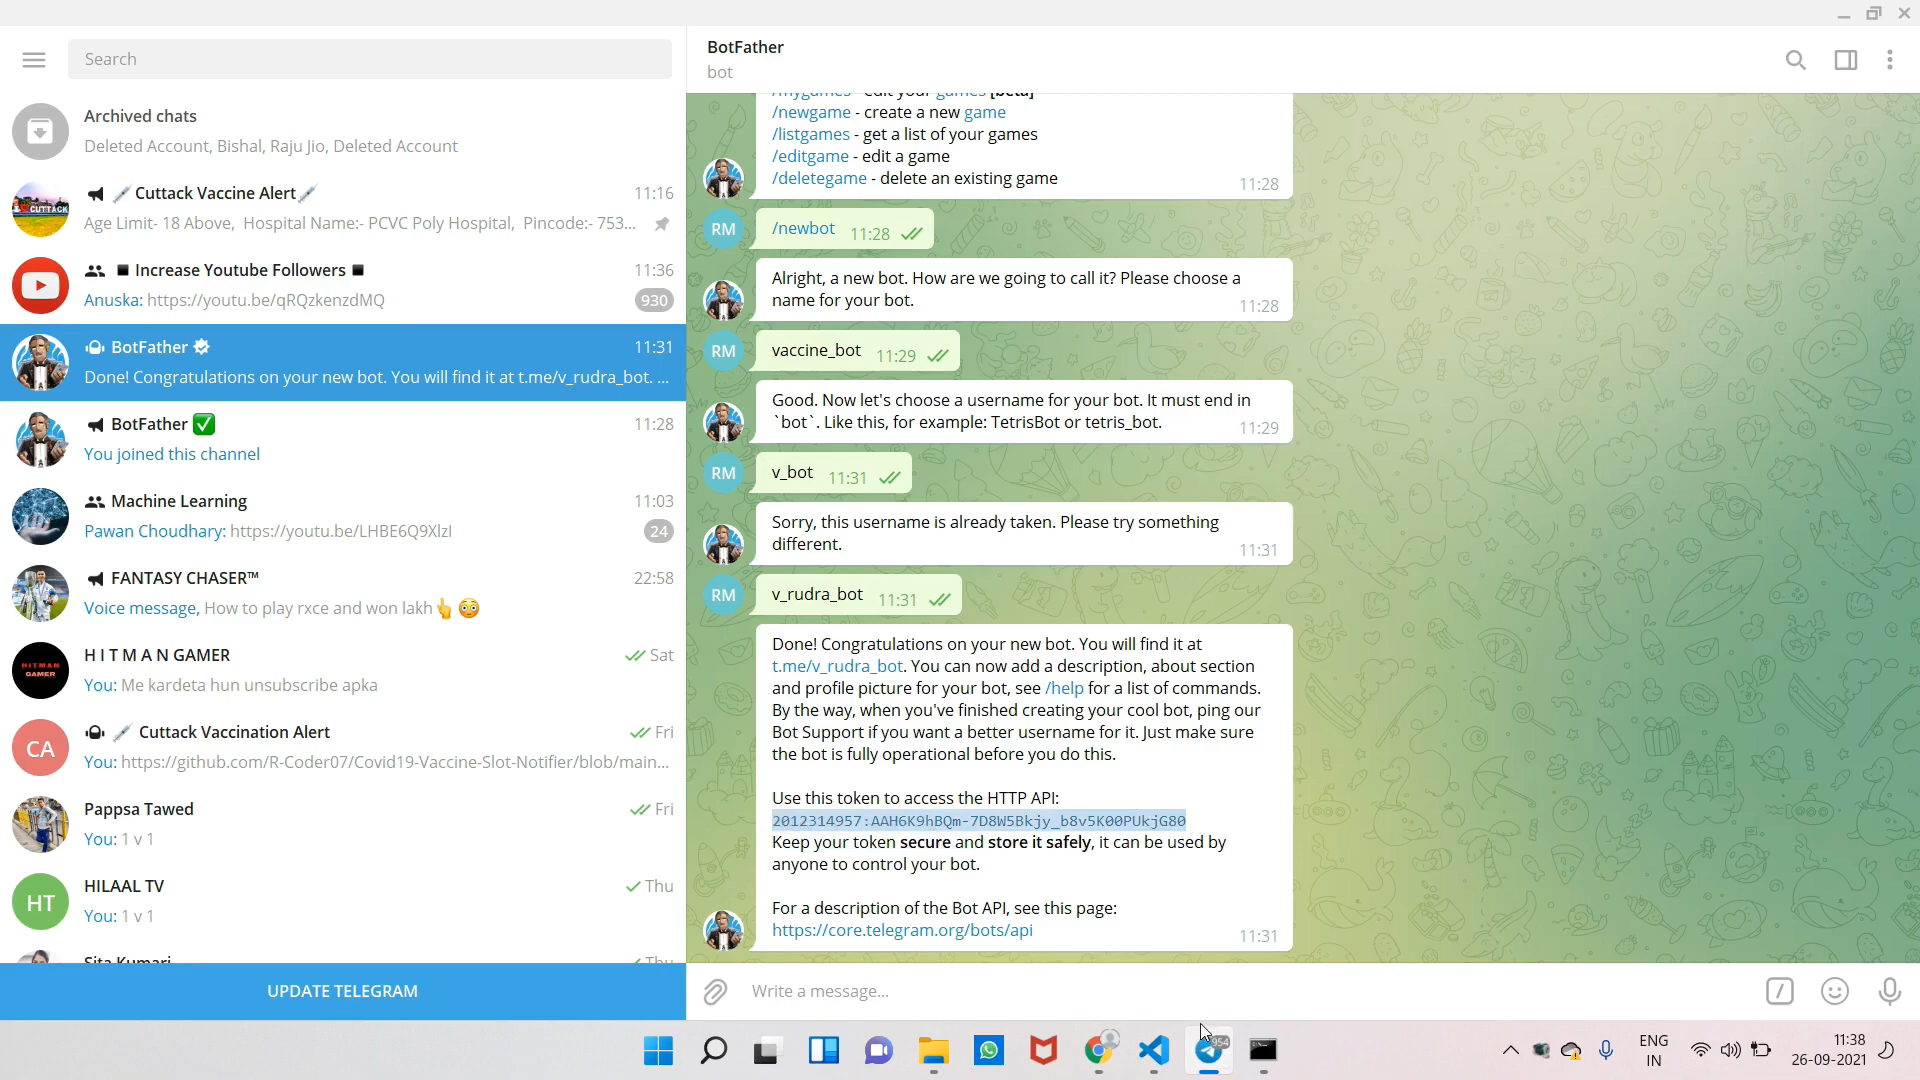 Search
Archived chats
Deleted Account, Bishal, Raju Jio, Deleted Account
Cuttack Vaccine Alert 11:16
Age Limit- 18 Above, Hospital Name:- PCVC Poly Hospital, Pincode:- 753...
CUTTACK
Increase Youtube Followers 11:36
Anuska: https://youtu.be/qRQzkenzdMQ 930
BotFather 11:31
Done! Congratulations on your new bot. You will find it at t.me/v_rudra_bot. ...
BotFather 11:28
You joined this channel
Machine Learning 11:03
Pawan Choudhary: https://youtu.be/LHBE6Q9XlzI 24
FANTASY CHASER™ 22:58
Voice message, How to play rxce and won lakh
H I T M A N GAMER Sat
You: Me kardeta hun unsubscribe apka
HITMAN
GAMER
Cuttack Vaccination Alert Fri
CA
You: https://github.com/R-Coder07/Covid19-Vaccine-Slot-Notifier/blob/main...
Pappsa Tawed Fri
You: 1 v 1
HILAAL TV Thu
HT
You: 1 v 1
Sita Kumari Thu
UPDATE TELEGRAM
BotFather
bot
/mygames - edit your games [beta]
/newgame - create a new game
/listgames - get a list of your games
/editgame - edit a game
/deletegame - delete an existing game 11:28
RM /newbot 11:28
Alright, a new bot. How are we going to call it? Please choose a
name for your bot. 11:28
RM vaccine_bot 11:29
Good. Now let's choose a username for your bot. It must end in
`bot`. Like this, for example: TetrisBot or tetris_bot. 11:29
RM v_bot 11:31
Sorry, this username is already taken. Please try something
different. 11:31
RM v_rudra_bot 11:31
Done! Congratulations on your new bot. You will find it at
t.me/v_rudra_bot. You can now add a description, about section
and profile picture for your bot, see /help for a list of commands.
By the way, when you've finished creating your cool bot, ping our
Bot Support if you want a better username for it. Just make sure
the bot is fully operational before you do this.
Use this token to access the HTTP API:
2012314957:AAH6K9hBQm-7D8W5Bkjy_b8v5K00PUkjG80
Keep your token secure and store it safely, it can be used by
anyone to control your bot.
For a description of the Bot API, see this page:
https://core.telegram.org/bots/api 11:31
Write a message...
954
ENG
IN
11:38
26-09-2021